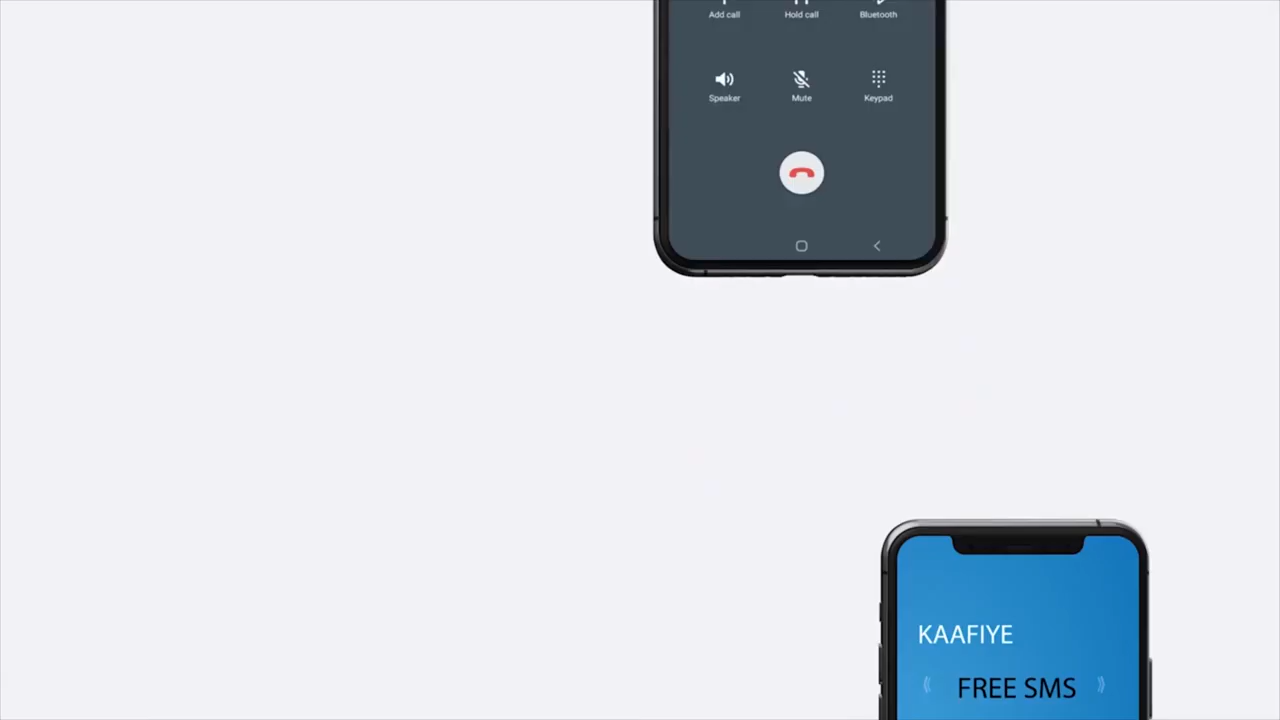 Add call Hold call Bluetooth
Speaker Mute Keypad
KAAFIYE
FREE SMS